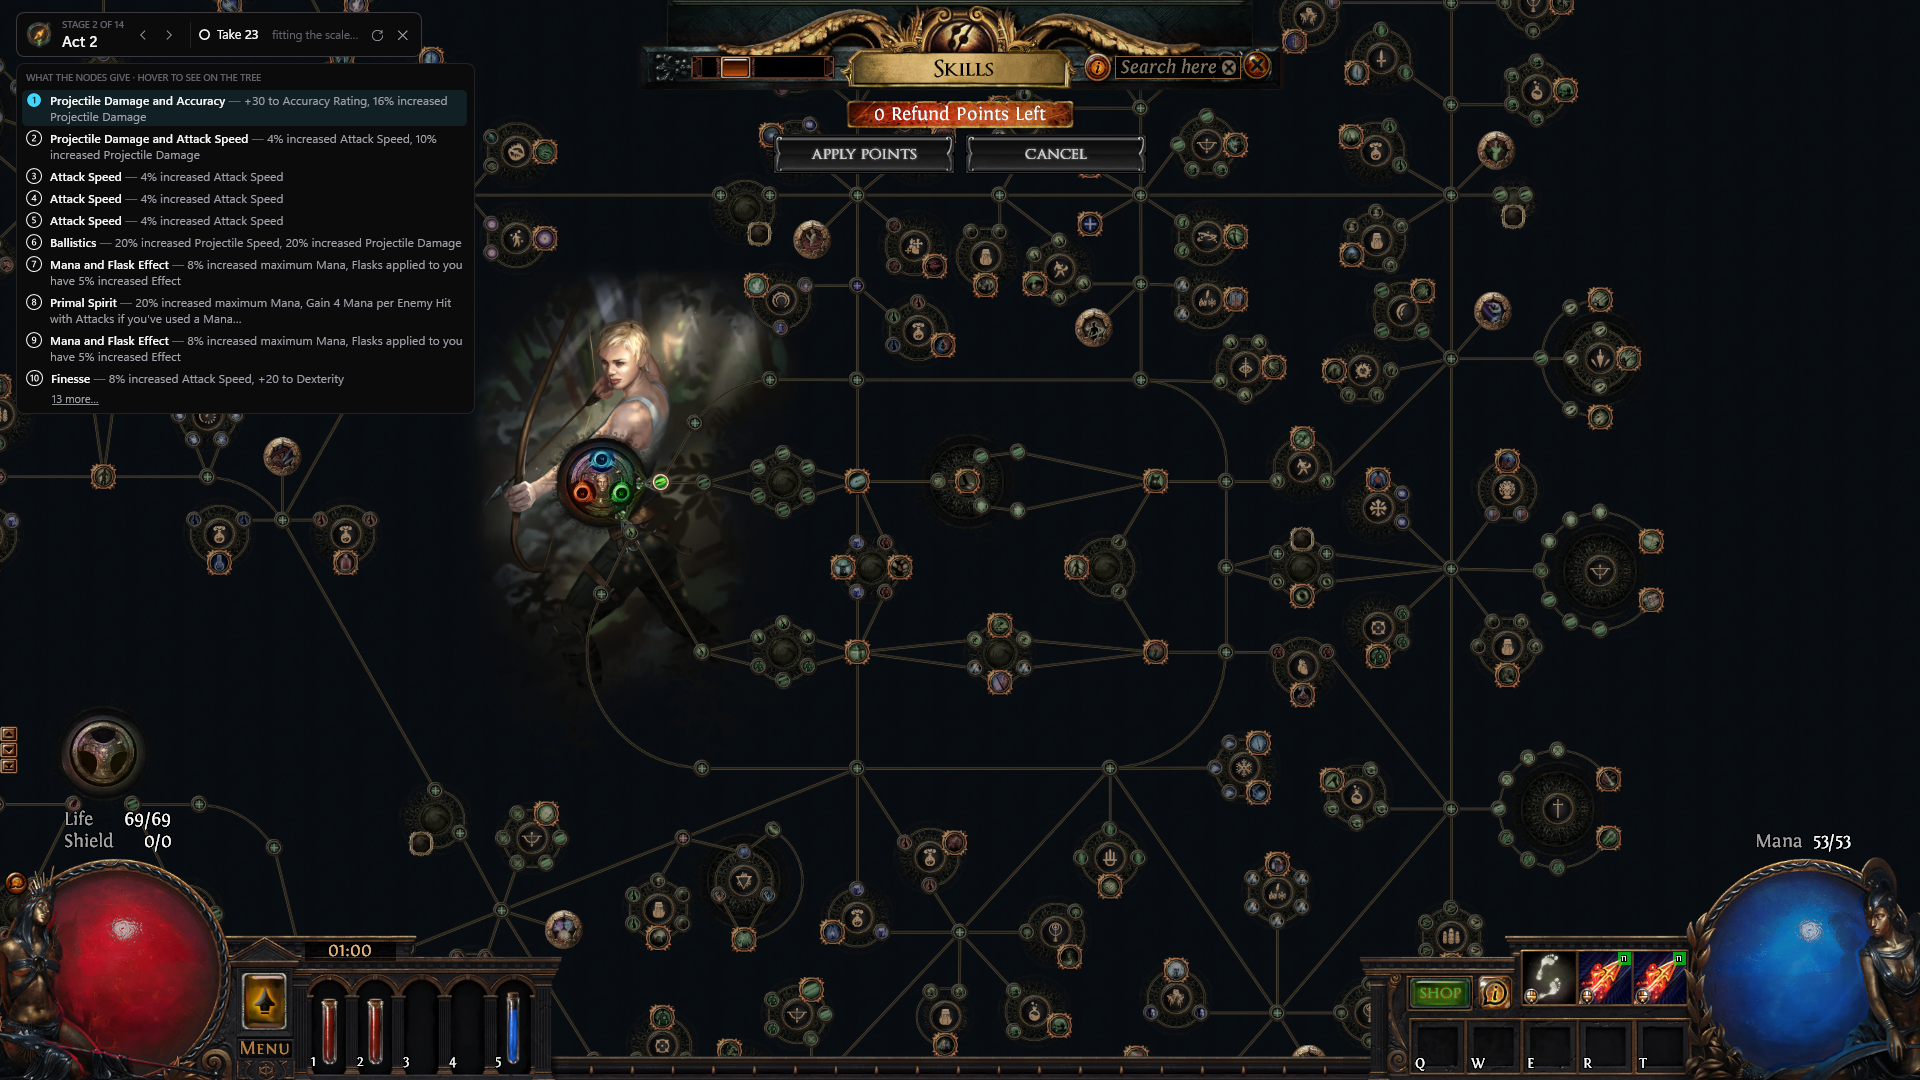 STAGE 2 OF 14
Act 2
Take 23
fitting the scale...
WHAT THE NODES GIVE · HOVER TO SEE ON THE TREE
1 Projectile Damage and Accuracy — +30 to Accuracy Rating, 16% increased
Projectile Damage
2 Projectile Damage and Attack Speed — 4% increased Attack Speed, 10%
increased Projectile Damage
3 Attack Speed — 4% increased Attack Speed
4 Attack Speed — 4% increased Attack Speed
5 Attack Speed — 4% increased Attack Speed
6 Ballistics — 20% increased Projectile Speed, 20% increased Projectile Damage
7 Mana and Flask Effect — 8% increased maximum Mana, Flasks applied to you
have 5% increased Effect
8 Primal Spirit — 20% increased maximum Mana, Gain 4 Mana per Enemy Hit
with Attacks if you've used a Mana...
9 Mana and Flask Effect — 8% increased maximum Mana, Flasks applied to you
have 5% increased Effect
10 Finesse — 8% increased Attack Speed, +20 to Dexterity
13 more...
Skills
Search here
0 Refund Points Left
APPLY POINTS
CANCEL
Life 69/69
Shield 0/0
Mana 53/53
01:00
MENU
1 2 3 4 5
SHOP
n n
Q W E R T